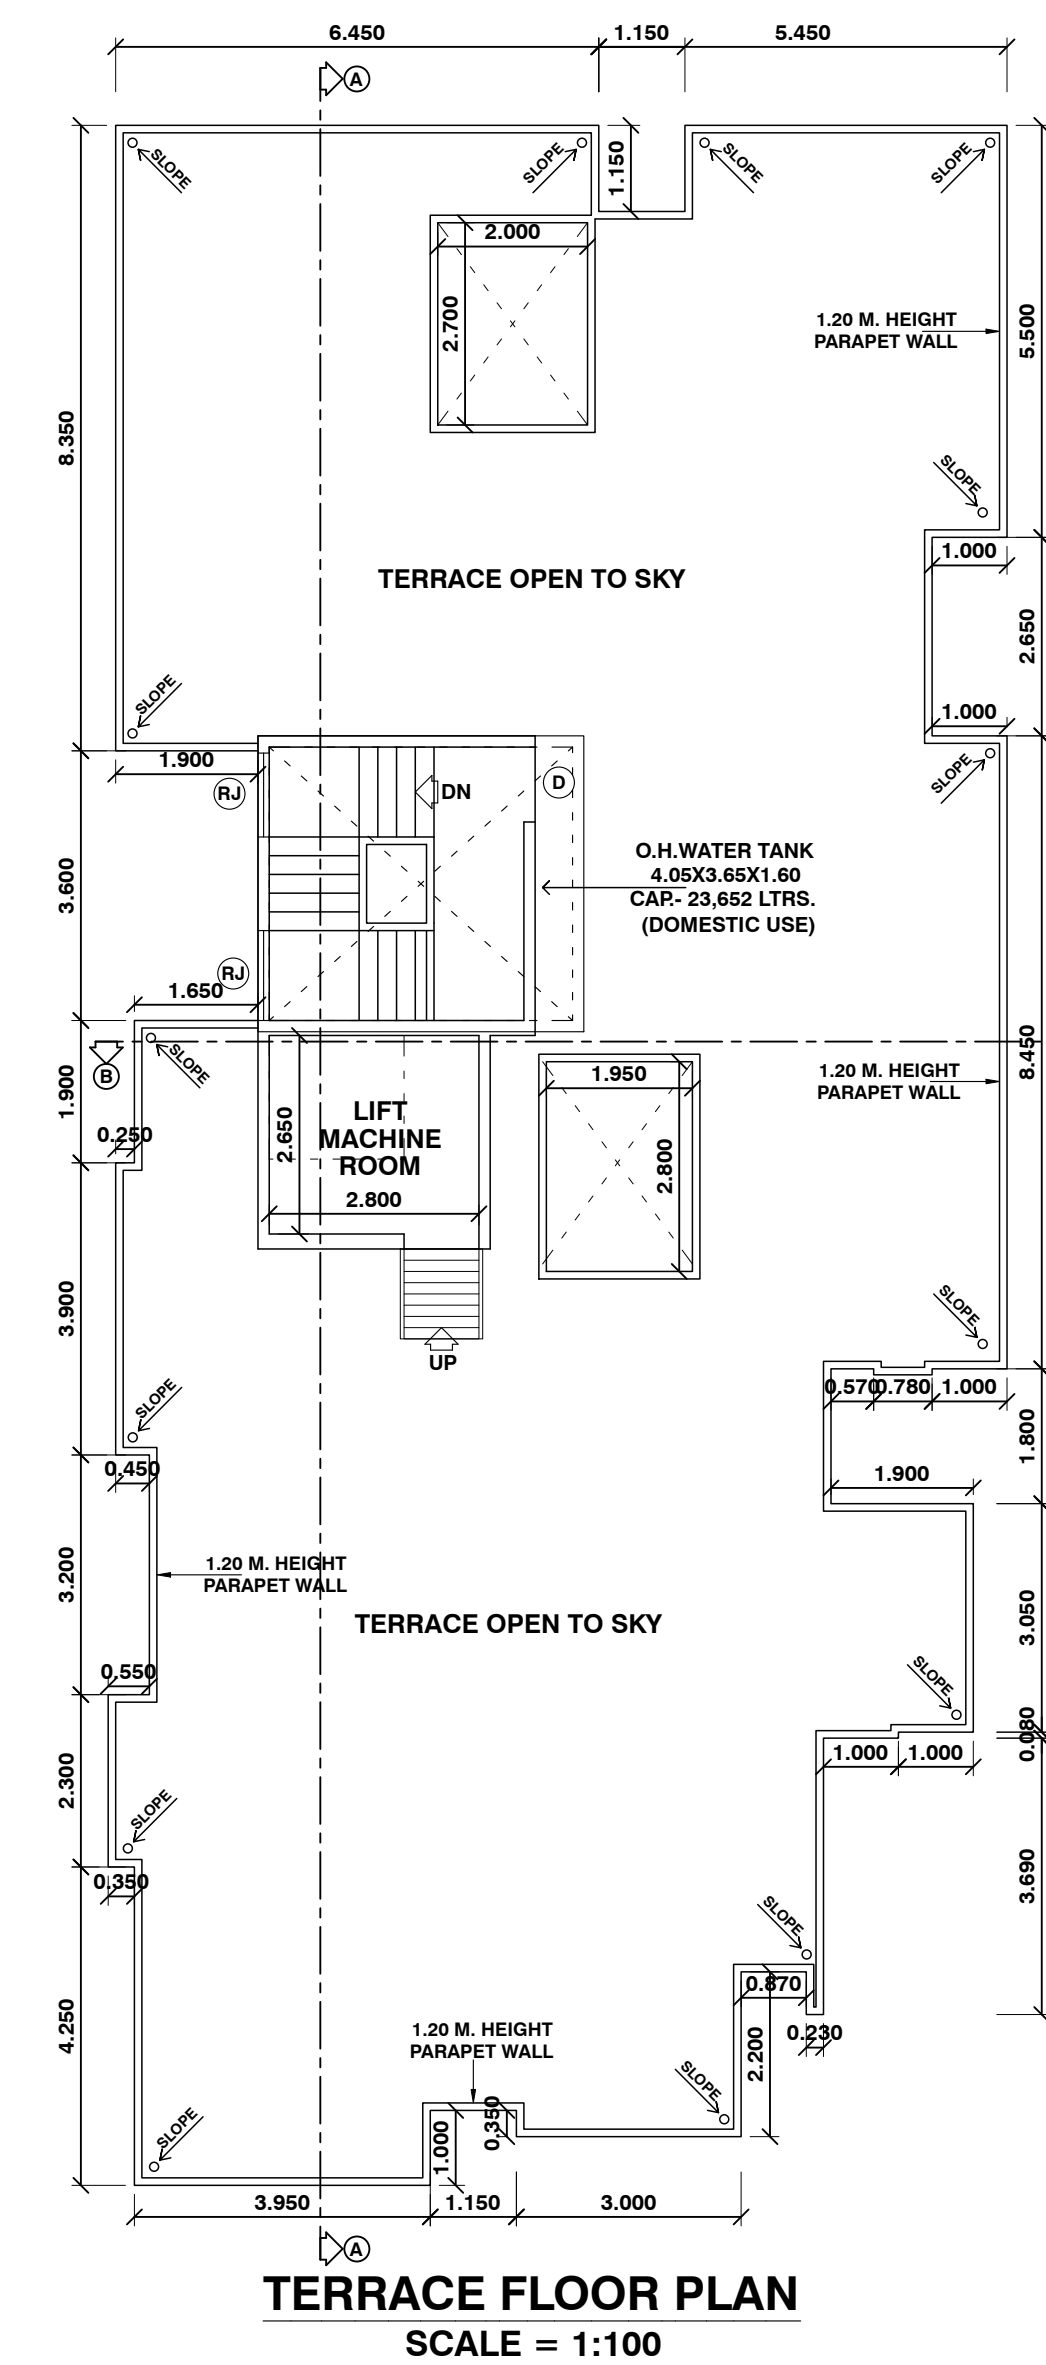 6.450
1.150
5.450
A
SLOPE
SLOPE
1.150
SLOPE
SLOPE
2.000
2.700
1.20 M. HEIGHT
PARAPET WALL
5.500
8.350
SLOPE
1.000
TERRACE OPEN TO SKY
2.650
SLOPE
1.000
1.900
SLOPE
RJ
DN
D
O.H.WATER TANK
4.05X3.65X1.60
CAP.- 23,652 LTRS.
(DOMESTIC USE)
3.600
RJ
1.650
SLOPE
B
8.450
1.950
1.20 M. HEIGHT
PARAPET WALL
1.900
0.250
2.650
LIFT
MACHINE
ROOM
2.800
2.800
3.900
SLOPE
UP
SLOPE
0.570
0.780
1.000
1.800
0.450
1.900
1.20 M. HEIGHT
PARAPET WALL
3.200
TERRACE OPEN TO SKY
3.050
0.550
SLOPE
0.080
1.000
1.000
2.300
SLOPE
0.350
3.690
SLOPE
0.870
4.250
1.20 M. HEIGHT
PARAPET WALL
0.230
2.200
SLOPE
SLOPE
1.000
0.350
3.950
1.150
3.000
A
TERRACE FLOOR PLAN
SCALE = 1:100